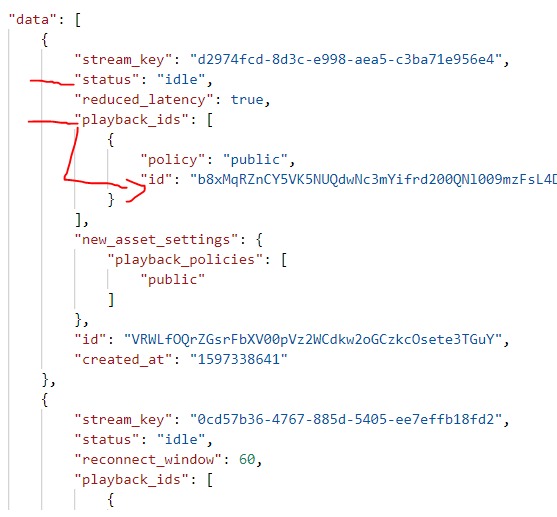 "data": [
{
"stream_key": "d2974fcd-8d3c-e998-aea5-c3ba71e956e4",
"status": "idle",
"reduced_latency": true,
"playback_ids": [
{
"policy": "public",
"id": "b8xMqRZnCY5VK5NUQdwNc3mYifrd200QNl009mzFsL4D
}
],
"new_asset_settings": {
"playback_policies": [
"public"
]
},
"id": "VRWLfOQrZGsrFbXV00pVz2WCdkw2oGCzkcOsete3TGuY",
"created_at": "1597338641"
},
{
"stream_key": "0cd57b36-4767-885d-5405-ee7effb18fd2",
"status": "idle",
"reconnect_window": 60,
"playback_ids": [
{